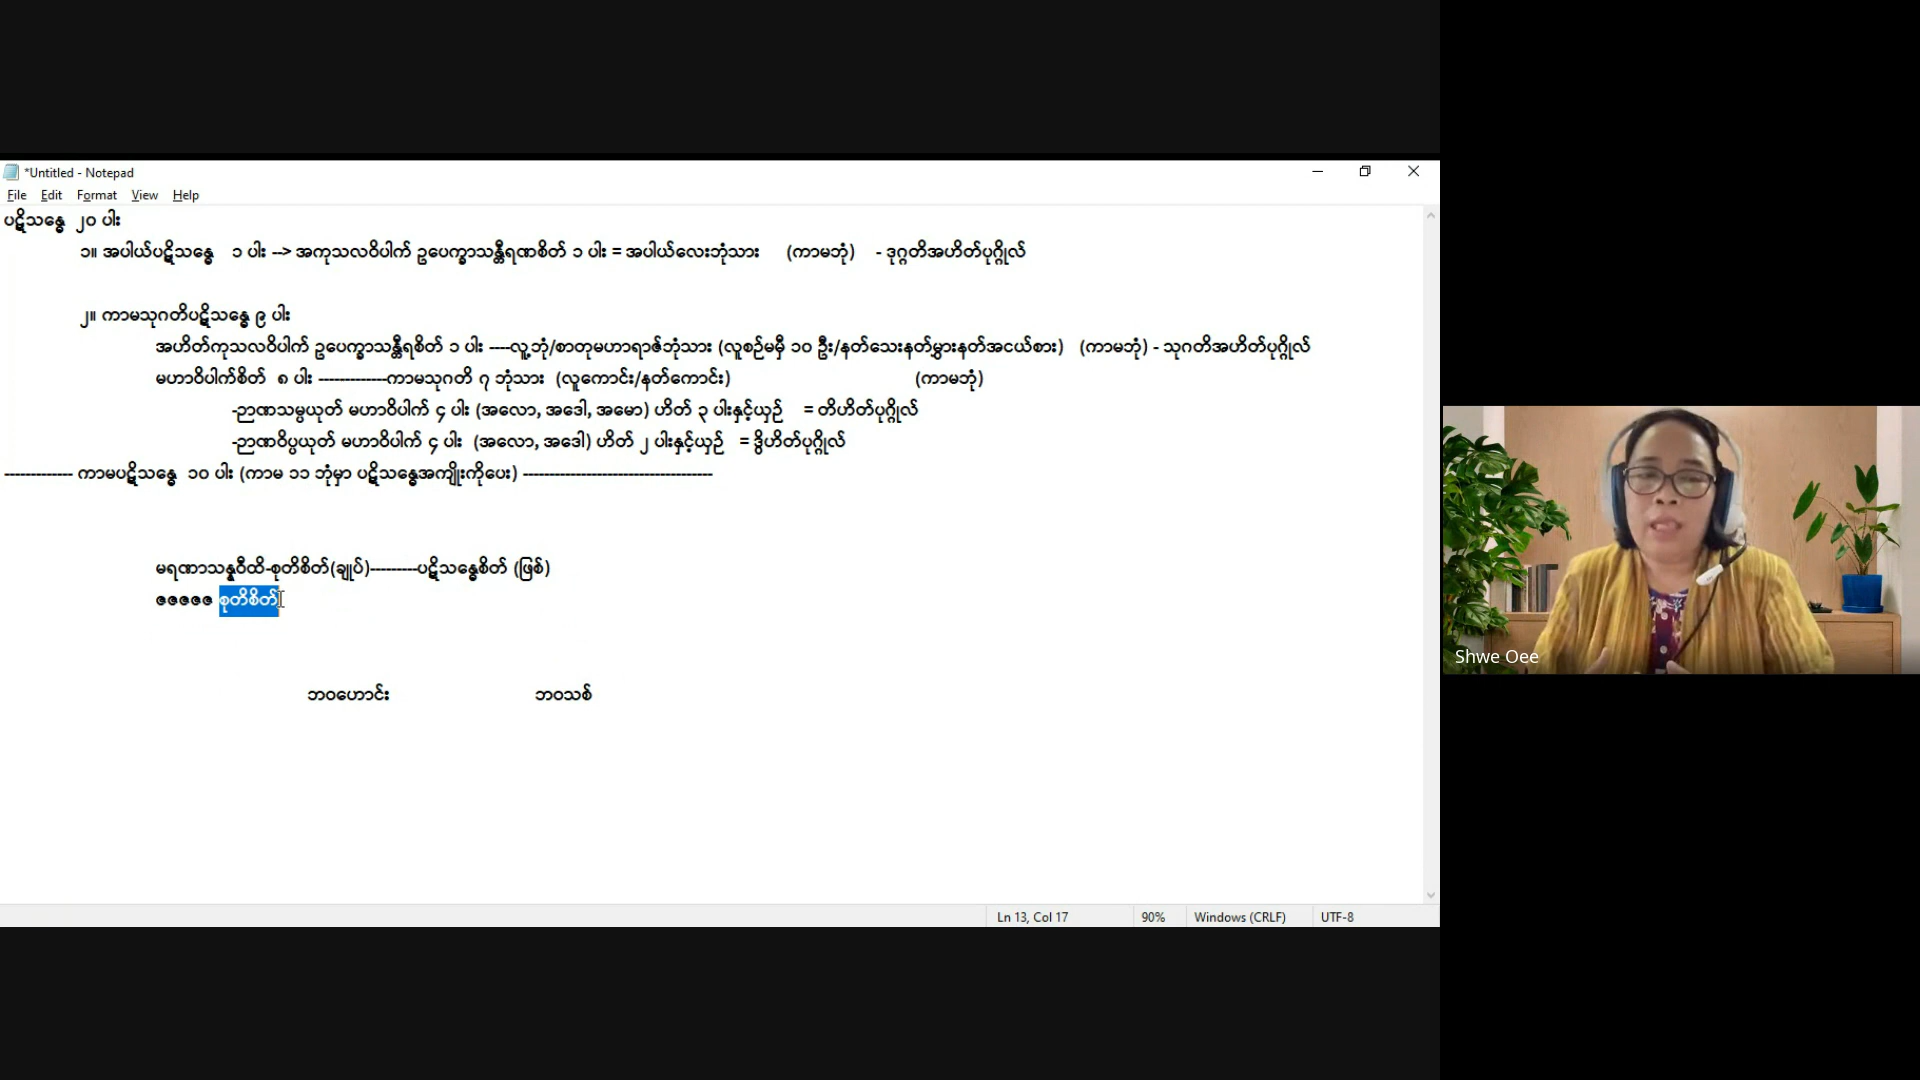 *Untitled - Notepad
File Edit Format View Help
ပဋိသန္ဓေ ၂၀ ပါး
၁။ အပါယ်ပဋိသန္ဓေ ၁ ပါး --> အကုသလဝိပါက် ဥပေက္ခာသန္တီရဏစိတ် ၁ ပါး = အပါယ်လေးဘုံသား (ကာမဘုံ) - ဒုဂ္ဂတိအဟိတ်ပုဂ္ဂိုလ်
၂။ ကာမသုဂတိပဋိသန္ဓေ ၉ ပါး
အဟိတ်ကုသလဝိပါက် ဥပေက္ခာသန္တီရစိတ် ၁ ပါး ----လူ့ဘုံ/စာတုမဟာရာဇ်ဘုံသား (လူစဉ်မမှီ ၁၀ ဦး/နတ်သေးနတ်မွှားနတ်အငယ်စား) (ကာမဘုံ) - သုဂတိအဟိတ်ပုဂ္ဂိုလ်
မဟာဝိပါက်စိတ် ၈ ပါး -------------ကာမသုဂတိ ၇ ဘုံသား (လူကောင်း/နတ်ကောင်း) (ကာမဘုံ)
-ဉာဏသမ္ပယုတ် မဟာဝိပါက် ၄ ပါး (အလော, အဒေါ, အမော) ဟိတ် ၃ ပါးနှင့်ယှဉ် = တိဟိတ်ပုဂ္ဂိုလ်
-ဉာဏဝိပ္ပယုတ် မဟာဝိပါက် ၄ ပါး (အလော, အဒေါ) ဟိတ် ၂ ပါးနှင့်ယှဉ် = ဒွိဟိတ်ပုဂ္ဂိုလ်
------------- ကာမပဋိသန္ဓေ ၁၀ ပါး (ကာမ ၁၁ ဘုံမှာ ပဋိသန္ဓေအကျိုးကိုပေး) ------------------------------------
မရဏာသန္နဝီထိ-စုတိစိတ်(ချုပ်)---------ပဋိသန္ဓေစိတ် (ဖြစ်)
ဇဇဇဇဇ စုတိစိတ်
ဘဝဟောင်း ဘဝသစ်
Ln 13, Col 17 90% Windows (CRLF) UTF-8
Shwe Oee